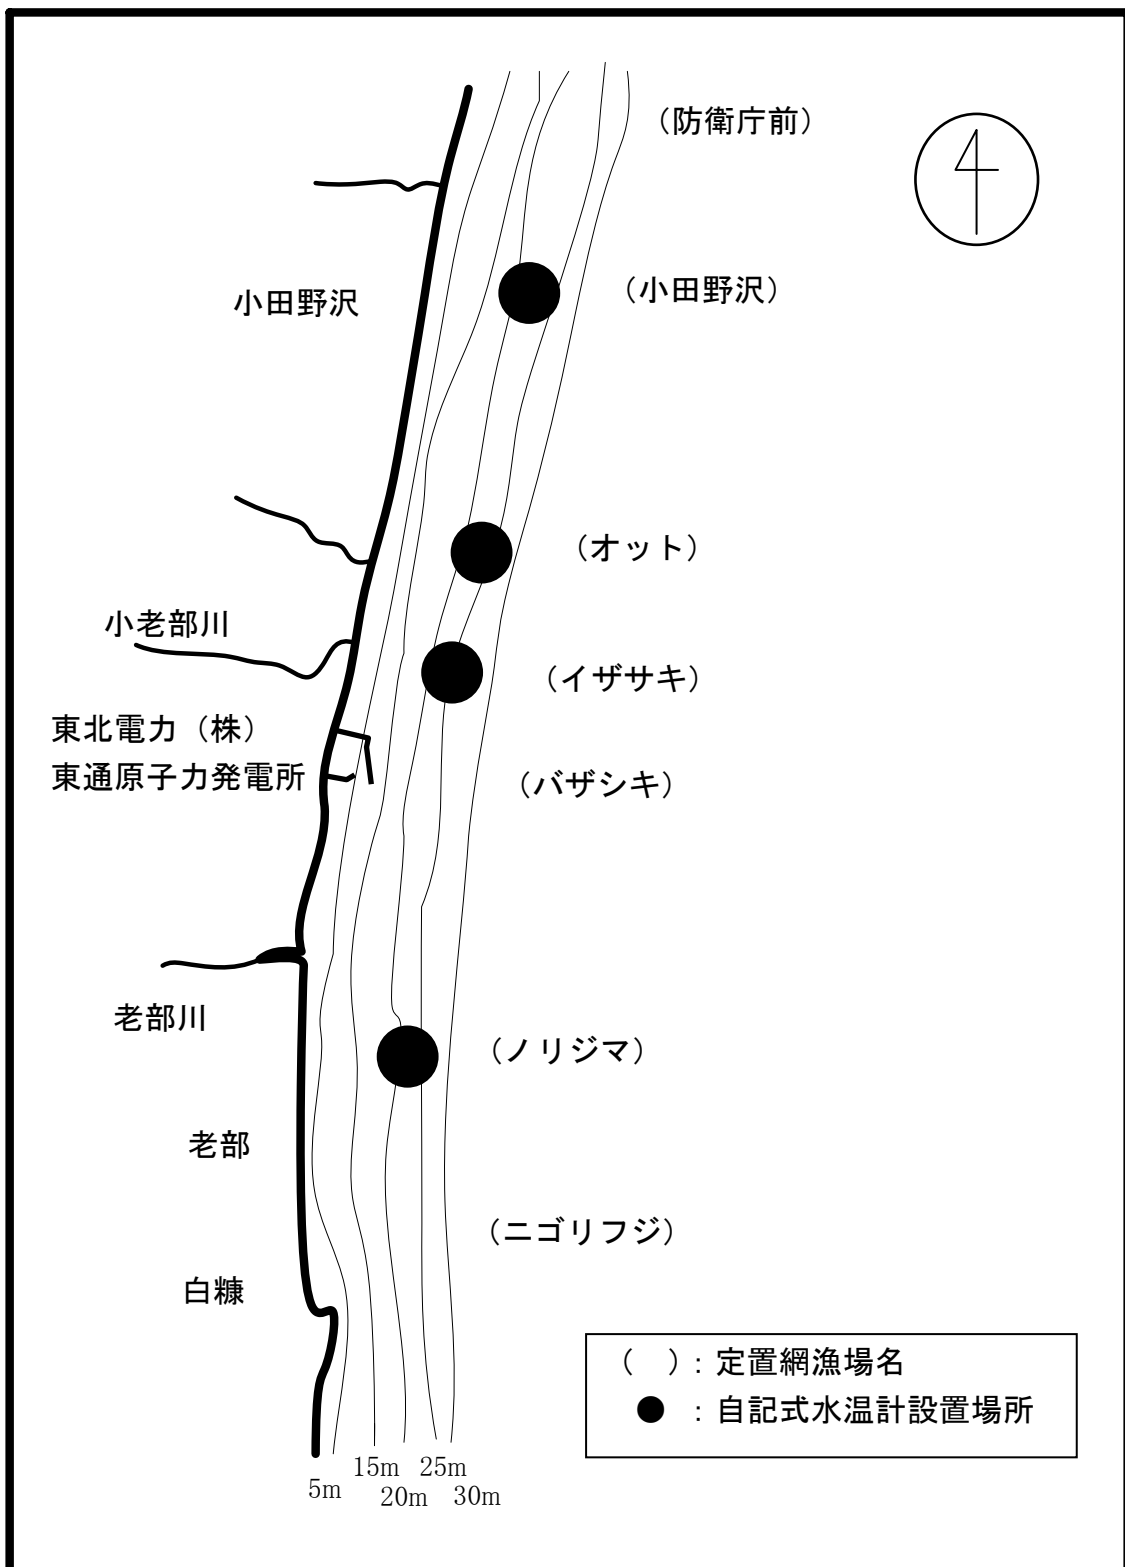 （防衛庁前）
小田野沢
（小田野沢）
（オット）
小老部川
（イザサキ）
東北電力（株）
東通原子力発電所
（バザシキ）
老部川
（ノリジマ）
老部
（ニゴリフジ）
白糠
（　）：定置網漁場名
●：自記式水温計設置場所
5m
15m
20m
25m
30m